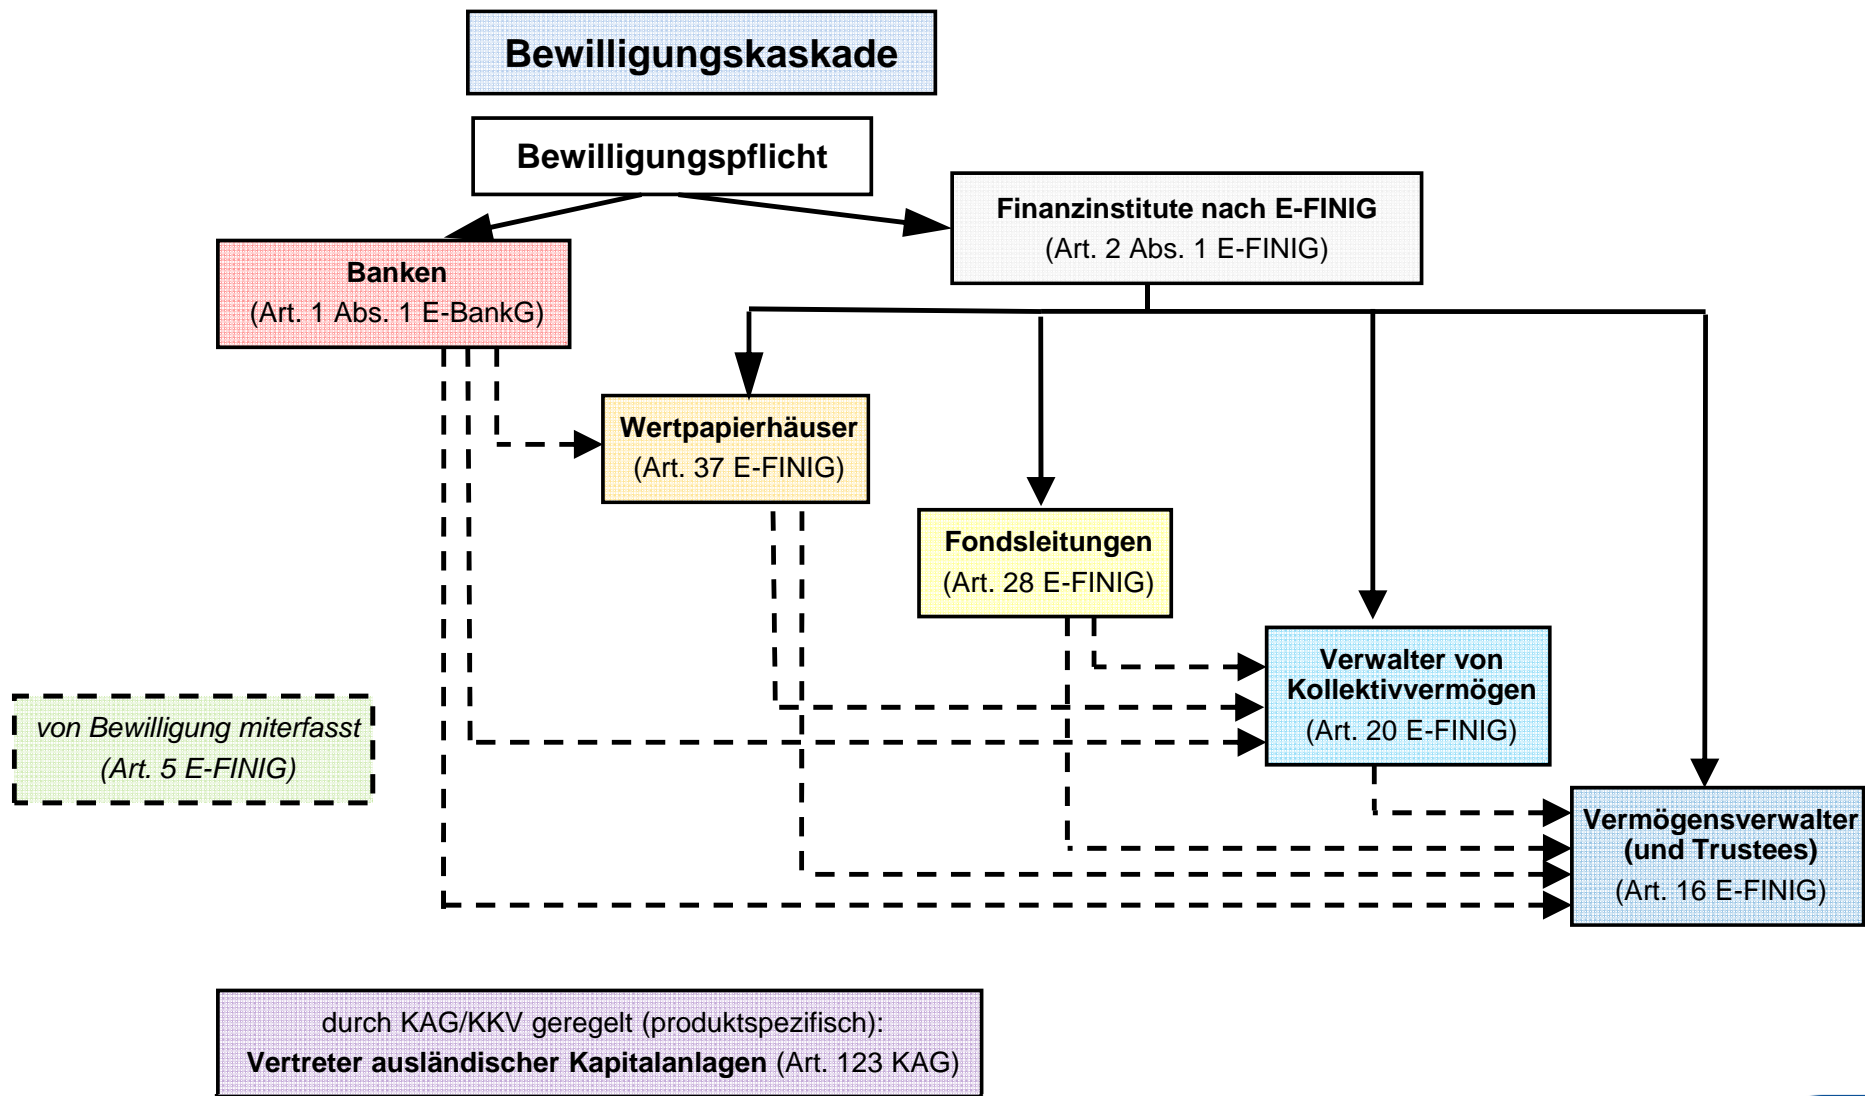 Bewilligungskaskade
Bewilligungspflicht
Finanzinstitute nach E-FINIG
(Art. 2 Abs. 1 E-FINIG)
Banken
(Art. 1 Abs. 1 E-BankG)
Wertpapierhäuser
(Art. 37 E-FINIG)
Fondsleitungen
(Art. 28 E-FINIG)
Verwalter von
Kollektivvermögen
(Art. 20 E-FINIG)
von Bewilligung miterfasst
(Art. 5 E-FINIG)
Vermögensverwalter
(und Trustees)
(Art. 16 E-FINIG)
durch KAG/KKV geregelt (produktspezifisch):
Vertreter ausländischer Kapitalanlagen (Art. 123 KAG)